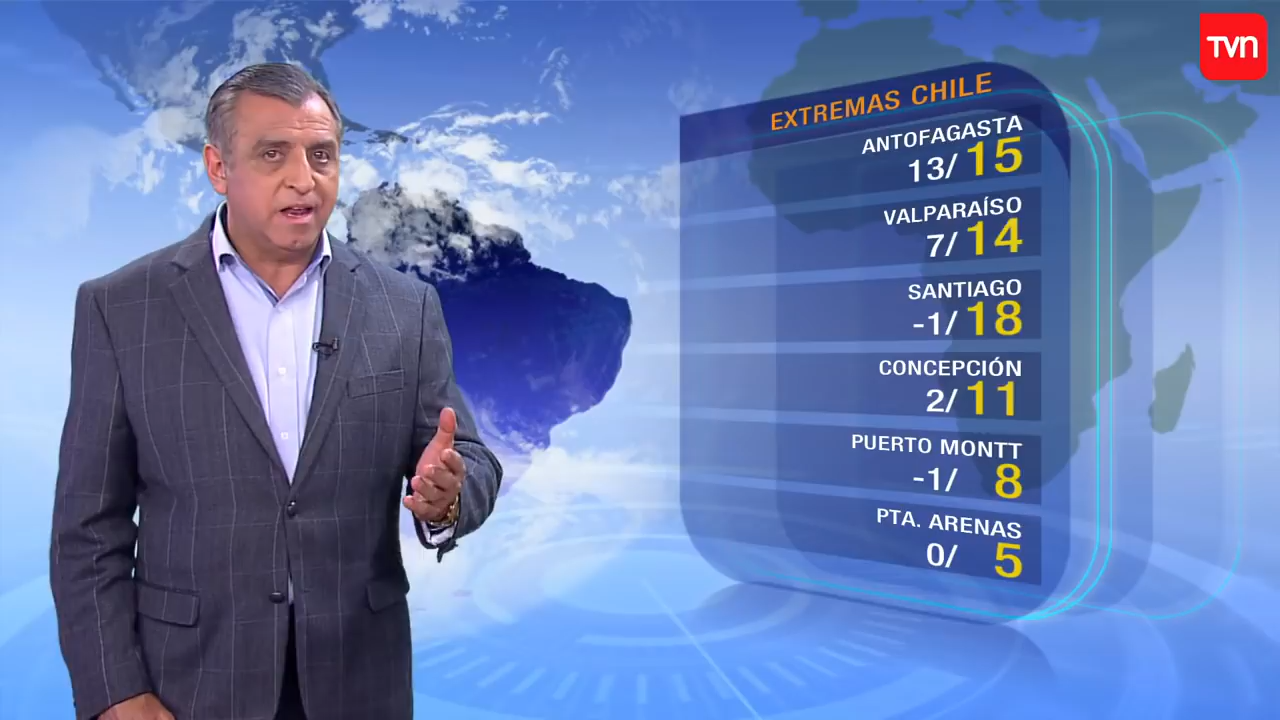 TVN
EXTREMAS CHILE
ANTOFAGASTA
13/ 15
VALPARAÍSO
7/ 14
SANTIAGO
-1/ 18
CONCEPCIÓN
2/ 11
PUERTO MONTT
-1/ 8
PTA. ARENAS
0/ 5